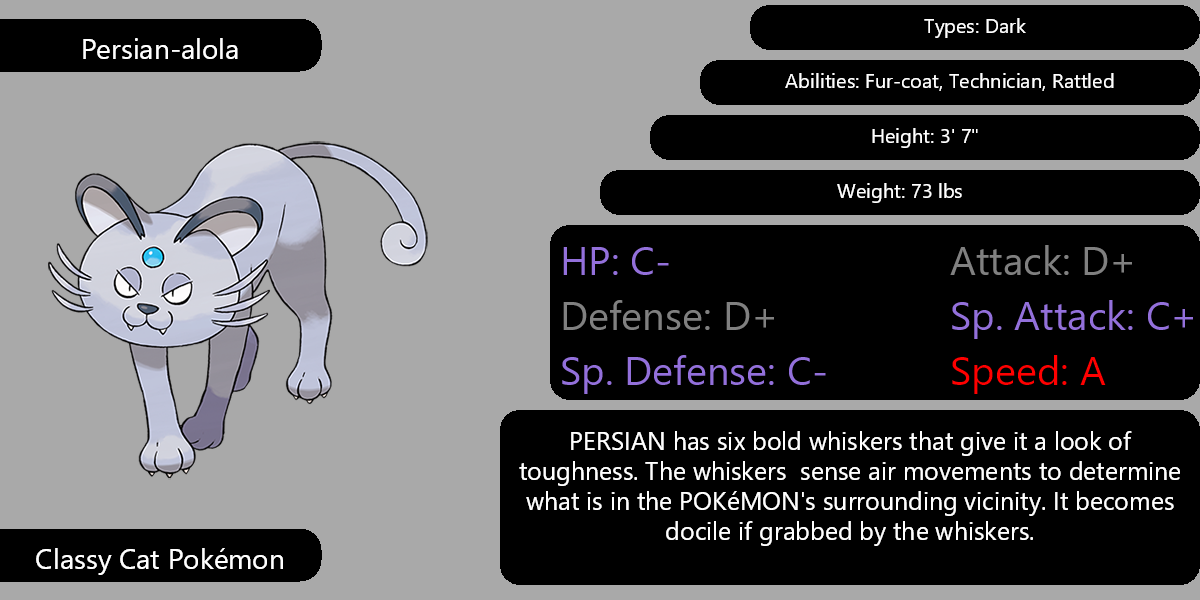 Persian-alola
Types: Dark
Abilities: Fur-coat, Technician, Rattled
Height: 3' 7"
Weight: 73 lbs
HP: C-
Attack: D+
Defense: D+
Sp. Attack: C+
Sp. Defense: C-
Speed: A
PERSIAN has six bold whiskers that give it a look of
toughness. The whiskers  sense air movements to determine
what is in the POKéMON's surrounding vicinity. It becomes
docile if grabbed by the whiskers.
Classy Cat Pokémon